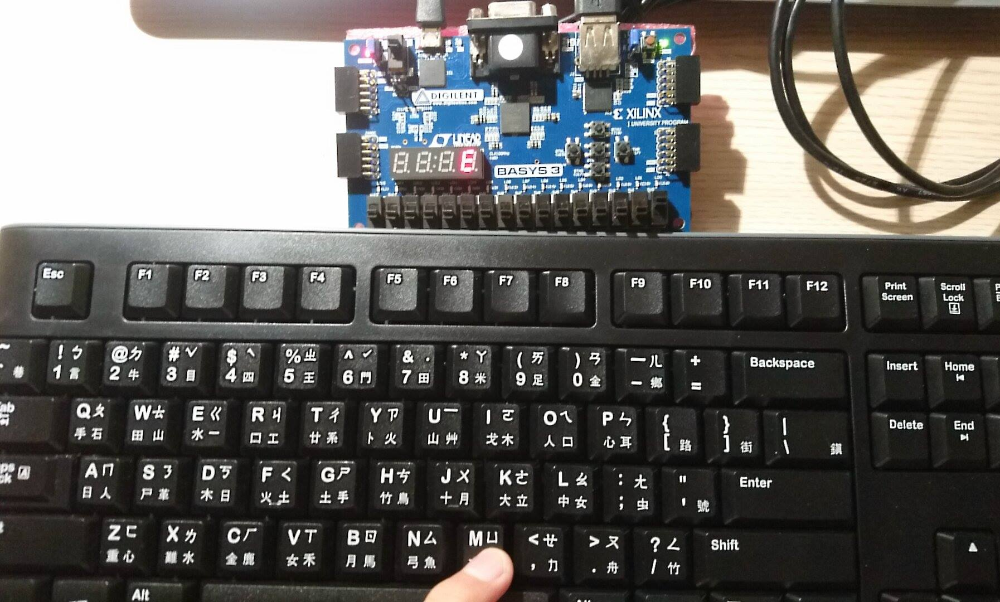 DIGILENT
XILINX
UNIVERSITY PROGRAM
LINEAR
E
BASYS 3
Esc F1 F2 F3 F4 F5 F6 F7 F8 F9 F10 F11 F12 Print Screen Scroll Lock
~ ! ㄅ @ ㄉ # ˇ $ ˋ % ㄓ ^ ˊ & ˙ * ㄚ ( ㄞ ) ㄢ — ㄦ + Backspace Insert Home
` 巷 1 言 2 牛 3 目 4 四 5 王 6 門 7 田 8 米 9 足 0 金 - 鄉 =
Q ㄆ W ㄊ E ㄍ R ㄐ T ㄔ Y ㄗ U ㄧ I ㄛ O ㄟ P ㄣ { } | Delete End
手 石 田 山 水 一 口 工 廿 糸 卜 火 山 艸 戈 木 人 口 心 耳 [ 路 ] 街 \ 鎮
A ㄇ S ㄋ D ㄎ F ㄑ G ㄕ H ㄘ J ㄨ K ㄜ L ㄠ : ㄤ " Enter
日 人 尸 革 木 日 火 土 土 手 竹 鳥 十 月 大 立 中 女 ; 虫 ' 號
Z ㄈ X ㄌ C ㄏ V ㄒ B ㄖ N ㄙ M ㄩ < ㄝ > ㄡ ? ㄥ Shift
重 心 難 水 金 鹿 女 禾 月 馬 弓 魚 , 力 . 舟 / 竹
Alt